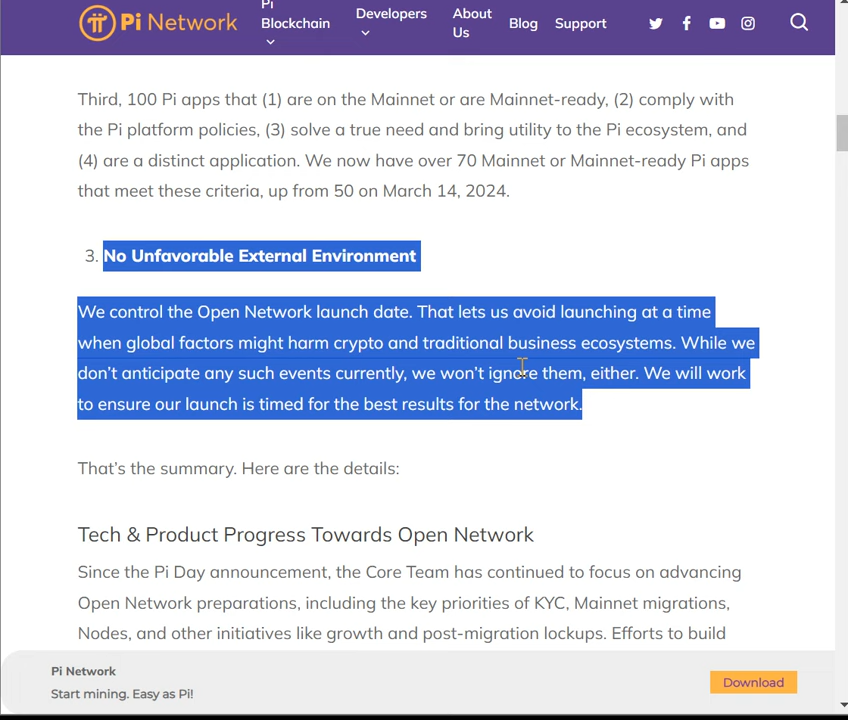 Pi Network
Pi Blockchain
Developers
About Us
Blog
Support
Third, 100 Pi apps that (1) are on the Mainnet or are Mainnet-ready, (2) comply with
the Pi platform policies, (3) solve a true need and bring utility to the Pi ecosystem, and
(4) are a distinct application. We now have over 70 Mainnet or Mainnet-ready Pi apps
that meet these criteria, up from 50 on March 14, 2024.
3. No Unfavorable External Environment
We control the Open Network launch date. That lets us avoid launching at a time
when global factors might harm crypto and traditional business ecosystems. While we
don’t anticipate any such events currently, we won’t ignore them, either. We will work
to ensure our launch is timed for the best results for the network.
That’s the summary. Here are the details:
Tech & Product Progress Towards Open Network
Since the Pi Day announcement, the Core Team has continued to focus on advancing
Open Network preparations, including the key priorities of KYC, Mainnet migrations,
Nodes, and other initiatives like growth and post-migration lockups. Efforts to build
Pi Network
Start mining. Easy as Pi!
Download